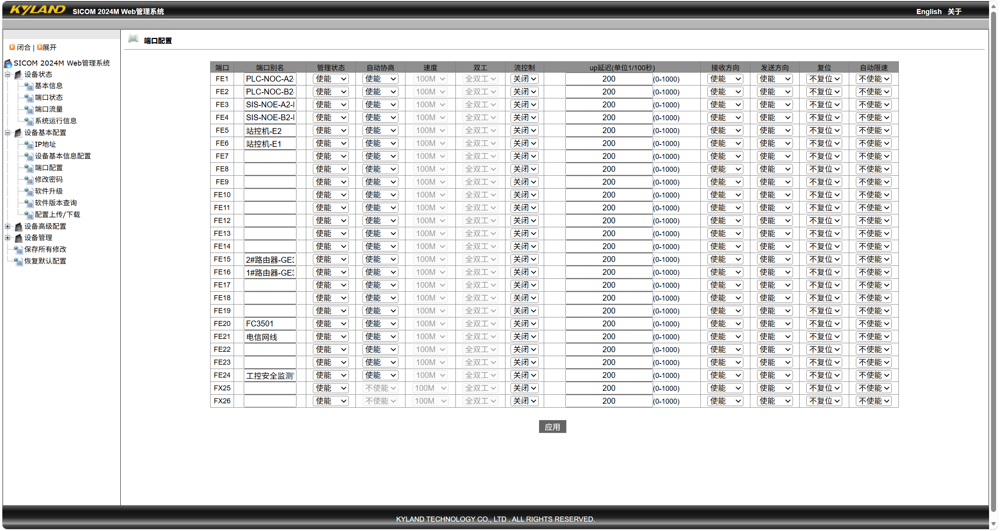 KYLAND SICOM 2024M Web管理系统 English 关于
闭合 | 展开
SICOM 2024M Web管理系统
设备状态
基本信息
端口状态
端口流量
系统运行信息
设备基本配置
IP地址
设备基本信息配置
端口配置
修改密码
软件升级
软件版本查询
配置上传/下载
设备高级配置
设备管理
保存所有修改
恢复默认配置
端口配置
端口 端口别名 管理状态 自动协商 速度 双工 流控制 up延迟(单位1/100秒) 接收方向 发送方向 复位 自动限速
FE1 PLC-NOC-A2- 使能 使能 100M 全双工 关闭 200 (0-1000) 使能 使能 不复位 不使能
FE2 PLC-NOC-B2- 使能 使能 100M 全双工 关闭 200 (0-1000) 使能 使能 不复位 不使能
FE3 SIS-NOE-A2- 使能 使能 100M 全双工 关闭 200 (0-1000) 使能 使能 不复位 不使能
FE4 SIS-NOE-B2- 使能 使能 100M 全双工 关闭 200 (0-1000) 使能 使能 不复位 不使能
FE5 站控机-E2 使能 使能 100M 全双工 关闭 200 (0-1000) 使能 使能 不复位 不使能
FE6 站控机-E1 使能 使能 100M 全双工 关闭 200 (0-1000) 使能 使能 不复位 不使能
FE7 使能 使能 100M 全双工 关闭 200 (0-1000) 使能 使能 不复位 不使能
FE8 使能 使能 100M 全双工 关闭 200 (0-1000) 使能 使能 不复位 不使能
FE9 使能 使能 100M 全双工 关闭 200 (0-1000) 使能 使能 不复位 不使能
FE10 使能 使能 100M 全双工 关闭 200 (0-1000) 使能 使能 不复位 不使能
FE11 使能 使能 100M 全双工 关闭 200 (0-1000) 使能 使能 不复位 不使能
FE12 使能 使能 100M 全双工 关闭 200 (0-1000) 使能 使能 不复位 不使能
FE13 使能 使能 100M 全双工 关闭 200 (0-1000) 使能 使能 不复位 不使能
FE14 使能 使能 100M 全双工 关闭 200 (0-1000) 使能 使能 不复位 不使能
FE15 2#路由器-GE3 使能 使能 100M 全双工 关闭 200 (0-1000) 使能 使能 不复位 不使能
FE16 1#路由器-GE3 使能 使能 100M 全双工 关闭 200 (0-1000) 使能 使能 不复位 不使能
FE17 使能 使能 100M 全双工 关闭 200 (0-1000) 使能 使能 不复位 不使能
FE18 使能 使能 100M 全双工 关闭 200 (0-1000) 使能 使能 不复位 不使能
FE19 使能 使能 100M 全双工 关闭 200 (0-1000) 使能 使能 不复位 不使能
FE20 FC3501 使能 使能 100M 全双工 关闭 200 (0-1000) 使能 使能 不复位 不使能
FE21 电信网线 使能 使能 100M 全双工 关闭 200 (0-1000) 使能 使能 不复位 不使能
FE22 使能 使能 100M 全双工 关闭 200 (0-1000) 使能 使能 不复位 不使能
FE23 使能 使能 100M 全双工 关闭 200 (0-1000) 使能 使能 不复位 不使能
FE24 工控安全监测 使能 使能 100M 全双工 关闭 200 (0-1000) 使能 使能 不复位 不使能
FX25 使能 不使能 100M 全双工 关闭 200 (0-1000) 使能 使能 不复位 不使能
FX26 使能 不使能 100M 全双工 关闭 200 (0-1000) 使能 使能 不复位 不使能
应用
KYLAND TECHNOLOGY CO., LTD . ALL RIGHTS RESERVED.